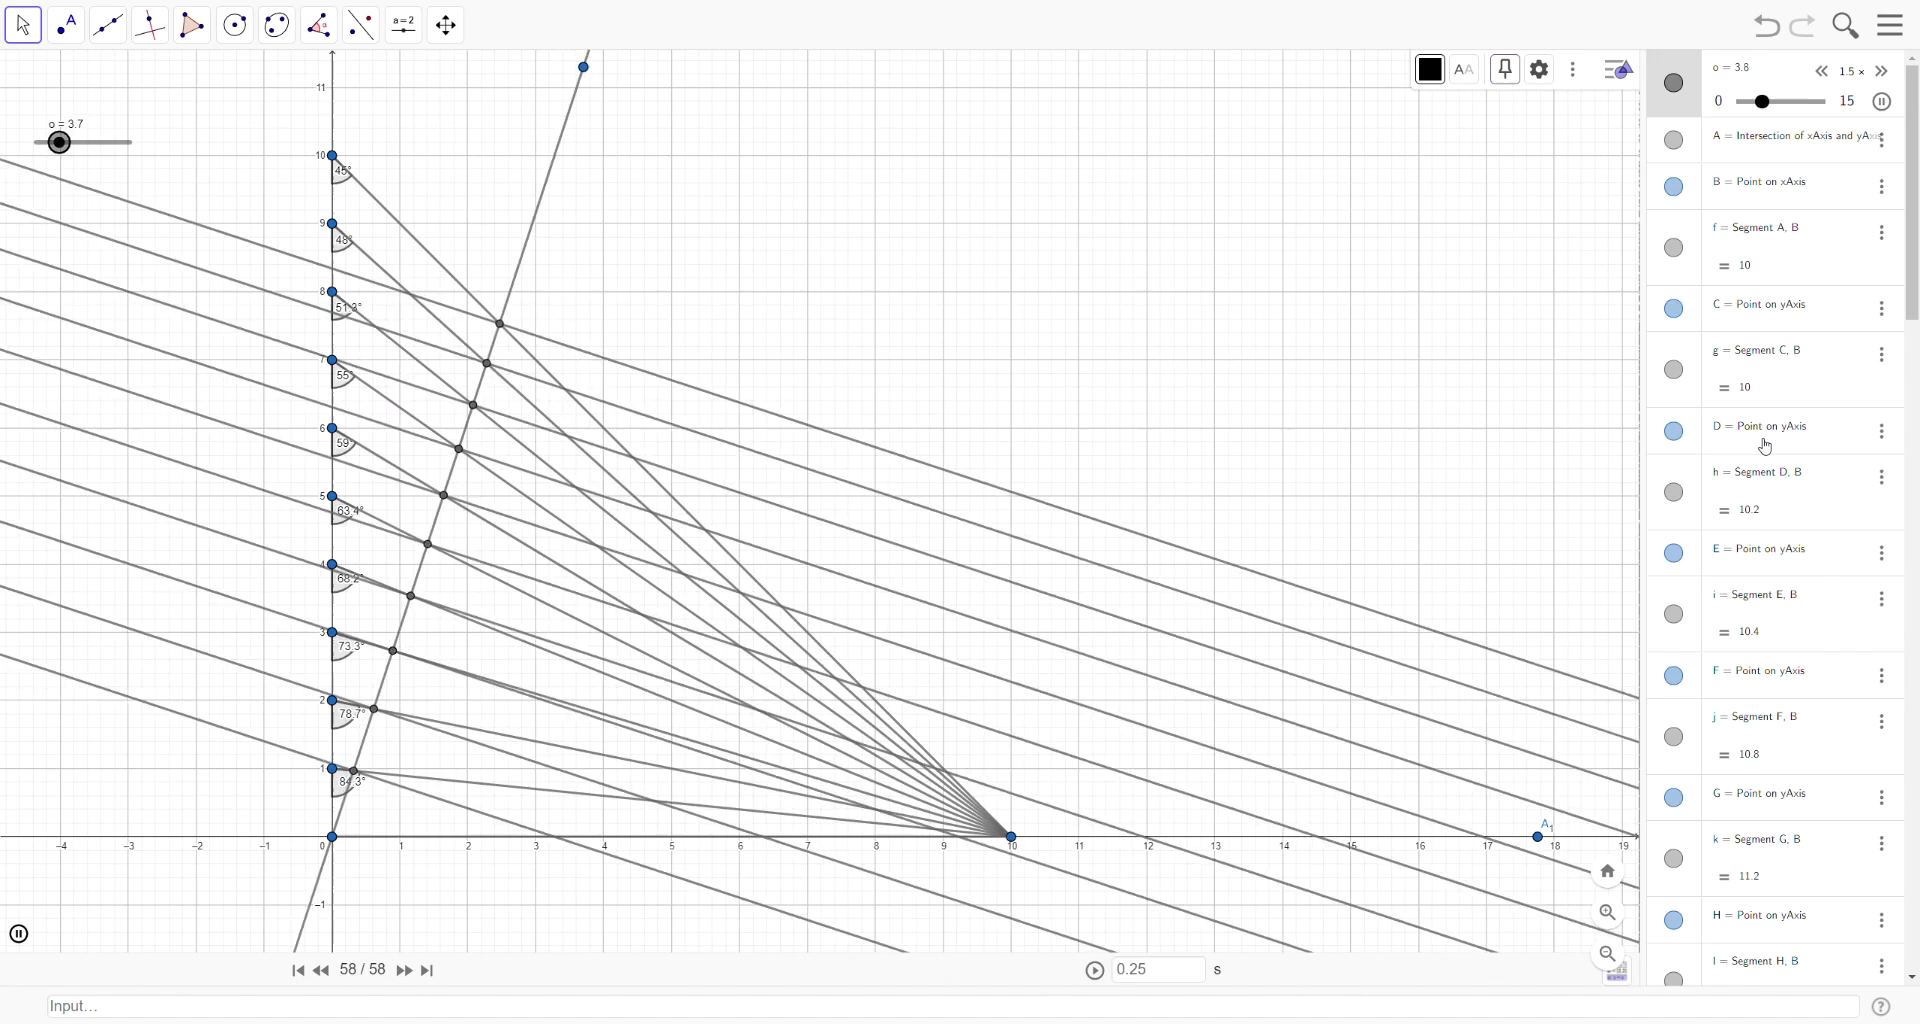 A
α
a=2
AA
o = 3.8
1.5 ×
0
15
A = Intersection of xAxis and yAxis
B = Point on xAxis
f = Segment A, B
= 10
C = Point on yAxis
g = Segment C, B
= 10
D = Point on yAxis
h = Segment D, B
= 10.2
E = Point on yAxis
i = Segment E, B
= 10.4
F = Point on yAxis
j = Segment F, B
= 10.8
G = Point on yAxis
k = Segment G, B
= 11.2
H = Point on yAxis
l = Segment H, B
o = 3.7
11
10
45°
9
48°
8
51.3°
7
55°
6
59°
5
63.4°
4
68.2°
3
73.3°
2
78.7°
1
84.3°
A₁
–4 –3 –2 –1 0 1 2 3 4 5 6 7 8 9 10 11 12 13 14 15 16 17 18 19
–1
58 / 58
0.25 s
Input…
?